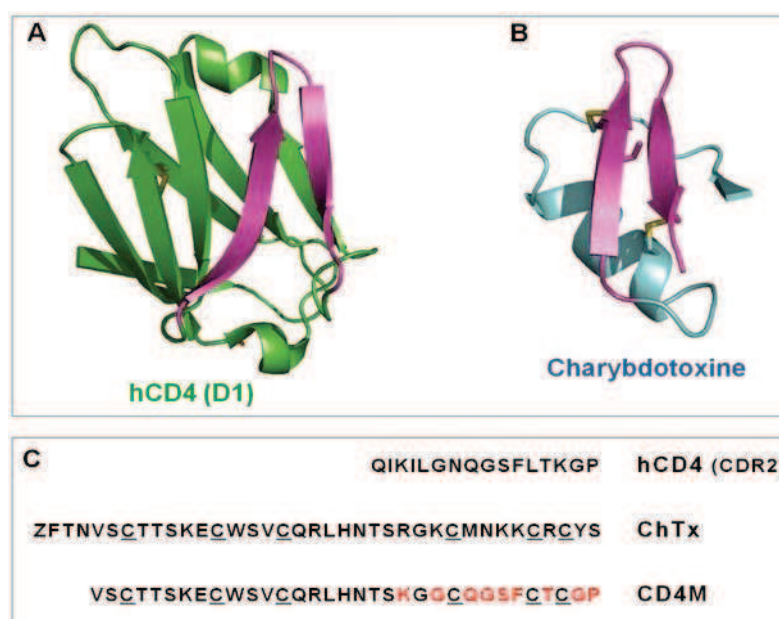 A
B
hCD4 (D1)
Charybdotoxine
C
QIKILGNQGSFLTKGP hCD4 (CDR2
ZFTNVSCTTSKECWSVCQRLHNTSRGKCMNKKCRCYS ChTx
VSCTTSKECWSVCQRLHNTSKGGCQGSFCTCGP CD4M